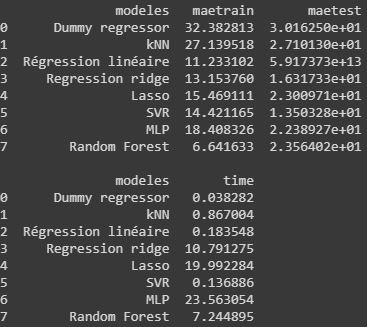 modeles maetrain maetest
0 Dummy regressor 32.382813 3.016250e+01
1 kNN 27.139518 2.710130e+01
2 Régression linéaire 11.233102 5.917373e+13
3 Regression ridge 13.153760 1.631733e+01
4 Lasso 15.469111 2.300971e+01
5 SVR 14.421165 1.350328e+01
6 MLP 18.408326 2.238927e+01
7 Random Forest 6.641633 2.356402e+01
modeles time
0 Dummy regressor 0.038282
1 kNN 0.867004
2 Régression linéaire 0.183548
3 Regression ridge 10.791275
4 Lasso 19.992284
5 SVR 0.136886
6 MLP 23.563054
7 Random Forest 7.244895